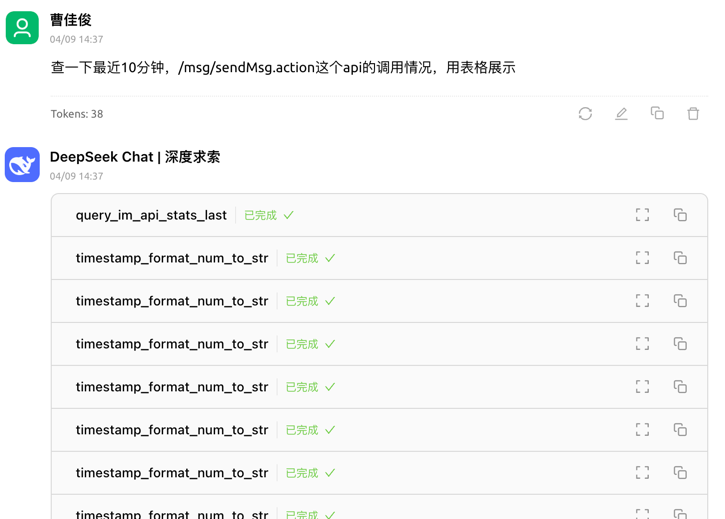 曹佳俊
04/09 14:37
查一下最近10分钟，/msg/sendMsg.action这个api的调用情况，用表格展示
Tokens: 38
DeepSeek Chat | 深度求索
04/09 14:37
query_im_api_stats_last 已完成
timestamp_format_num_to_str 已完成
timestamp_format_num_to_str 已完成
timestamp_format_num_to_str 已完成
timestamp_format_num_to_str 已完成
timestamp_format_num_to_str 已完成
timestamp_format_num_to_str 已完成
timestamp_format_num_to_str 已完成